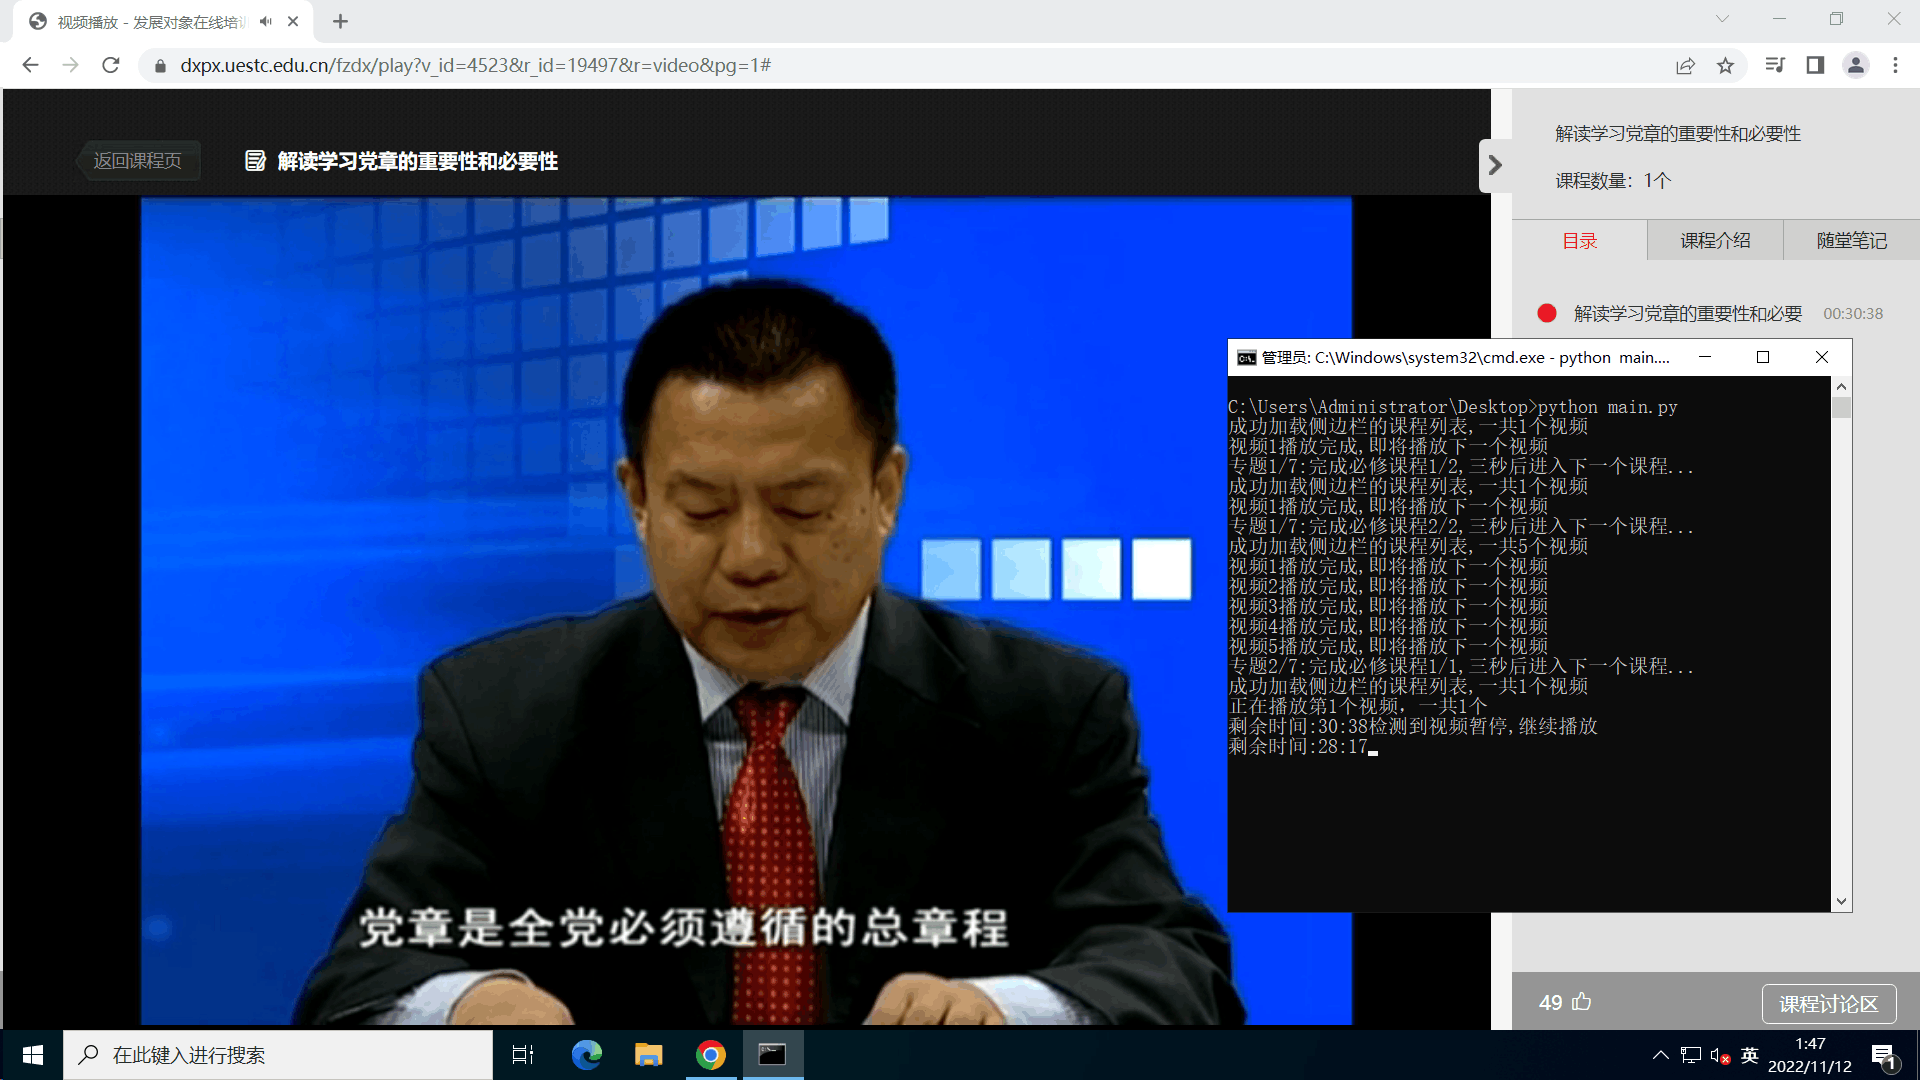 视频播放 - 发展对象在线培训
dxpx.uestc.edu.cn/fzdx/play?v_id=4523&r_id=19497&r=video&pg=1#
返回课程页
解读学习党章的重要性和必要性
党章是全党必须遵循的总章程
解读学习党章的重要性和必要性
课程数量：1个
目录
课程介绍
随堂笔记
解读学习党章的重要性和必要
00:30:38
管理员: C:\Windows\system32\cmd.exe - python  main....
C:\Users\Administrator\Desktop>python main.py
成功加载侧边栏的课程列表,一共1个视频
视频1播放完成,即将播放下一个视频
专题1/7:完成必修课程1/2,三秒后进入下一个课程...
成功加载侧边栏的课程列表,一共1个视频
视频1播放完成,即将播放下一个视频
专题1/7:完成必修课程2/2,三秒后进入下一个课程...
成功加载侧边栏的课程列表,一共5个视频
视频1播放完成,即将播放下一个视频
视频2播放完成,即将播放下一个视频
视频3播放完成,即将播放下一个视频
视频4播放完成,即将播放下一个视频
视频5播放完成,即将播放下一个视频
专题2/7:完成必修课程1/1,三秒后进入下一个课程...
成功加载侧边栏的课程列表,一共1个视频
正在播放第1个视频，一共1个
剩余时间:30:38检测到视频暂停,继续播放
剩余时间:28:17
49
课程讨论区
在此键入进行搜索
英
1:47
2022/11/12
1